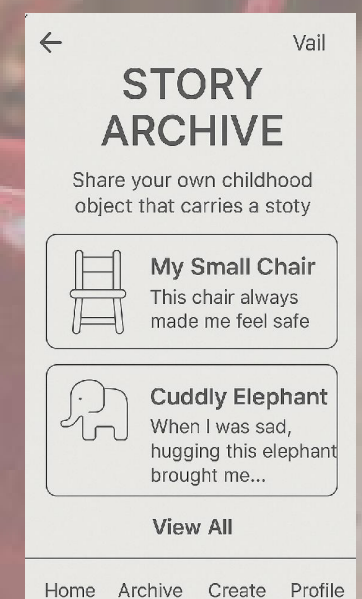 Vail
STORY
ARCHIVE
Share your own childhood
object that carries a stoty
My Small Chair
This chair always
made me feel safe
Cuddly Elephant
When I was sad,
hugging this elephant
brought me...
View All
Home Archive Create Profile